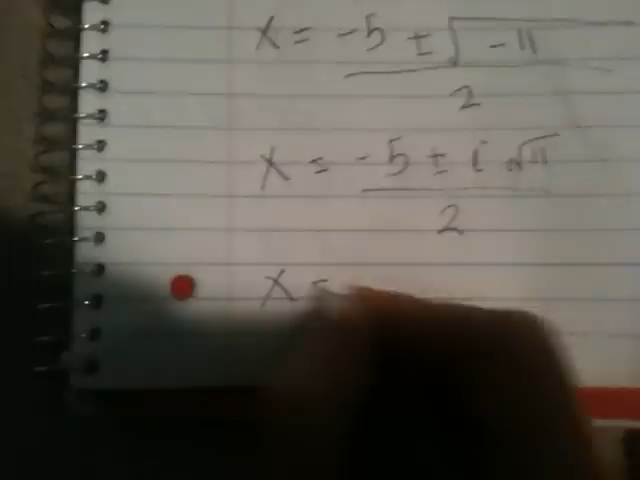 x = -5 ± √-11
2
x = -5 ± i √11
2
x =